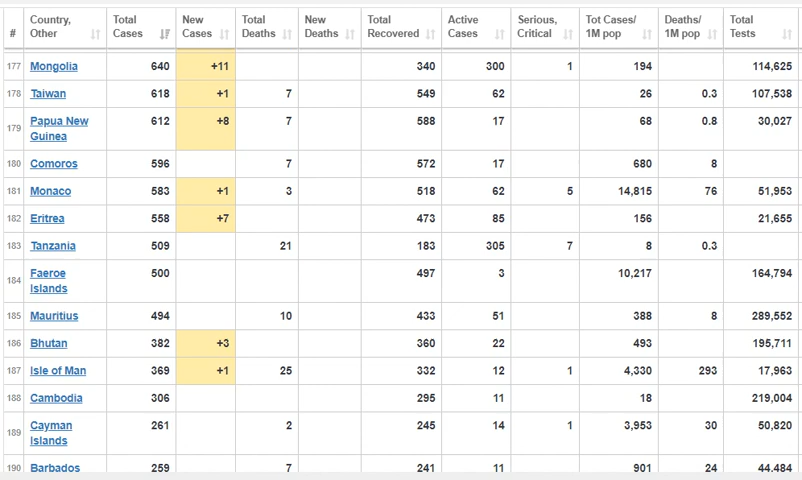 # Country, Other Total Cases New Cases Total Deaths New Deaths Total Recovered Active Cases Serious, Critical Tot Cases/ 1M pop Deaths/ 1M pop Total Tests
177 Mongolia 640 +11 340 300 1 194 114,625
178 Taiwan 618 +1 7 549 62 26 0.3 107,538
179 Papua New Guinea 612 +8 7 588 17 68 0.8 30,027
180 Comoros 596 7 572 17 680 8
181 Monaco 583 +1 3 518 62 5 14,815 76 51,953
182 Eritrea 558 +7 473 85 156 21,655
183 Tanzania 509 21 183 305 7 8 0.3
184 Faeroe Islands 500 497 3 10,217 164,794
185 Mauritius 494 10 433 51 388 8 289,552
186 Bhutan 382 +3 360 22 493 195,711
187 Isle of Man 369 +1 25 332 12 1 4,330 293 17,963
188 Cambodia 306 295 11 18 219,004
189 Cayman Islands 261 2 245 14 1 3,953 30 50,820
190 Barbados 259 7 241 11 901 24 44,484